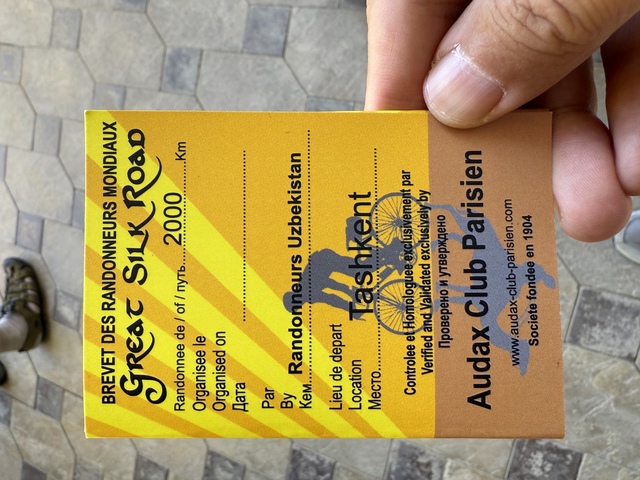 BREVET DES RANDONNEURS MONDIAUX
GREAT SILK ROAD
Randonnee de / of / путь......2000......Km
Organisee le
Organised on
Дата ..............................................
Par
By
Кем....Randonneurs Uzbekistan
Lieu de depart
Location
Место............Tashkent............
Controlee et Homologuee exclusivement par
Verified and Validated exclusively by
Проверено и утверждено
Audax Club Parisien
www.audax-club-parisien.com
Societe fondee en 1904